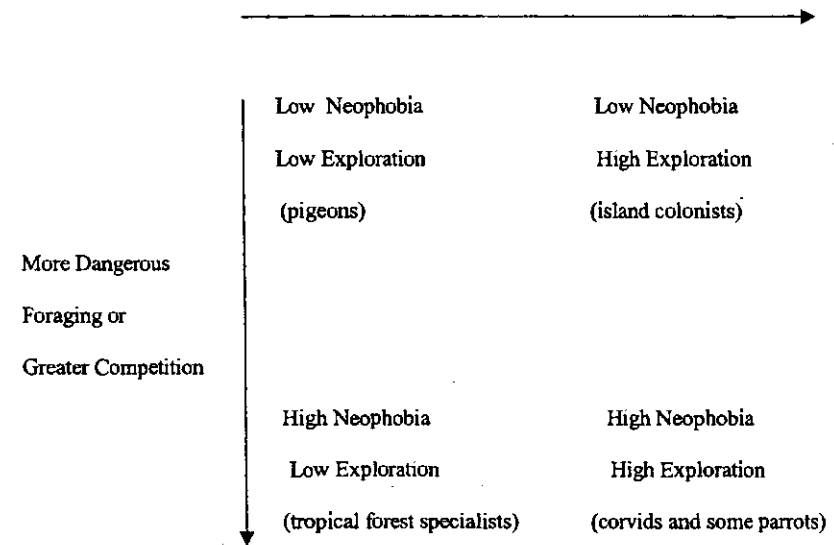 Low Neophobia Low Neophobia
Low Exploration High Exploration
(pigeons) (island colonists)
More Dangerous
Foraging or
Greater Competition
High Neophobia High Neophobia
Low Exploration High Exploration
(tropical forest specialists) (corvids and some parrots)